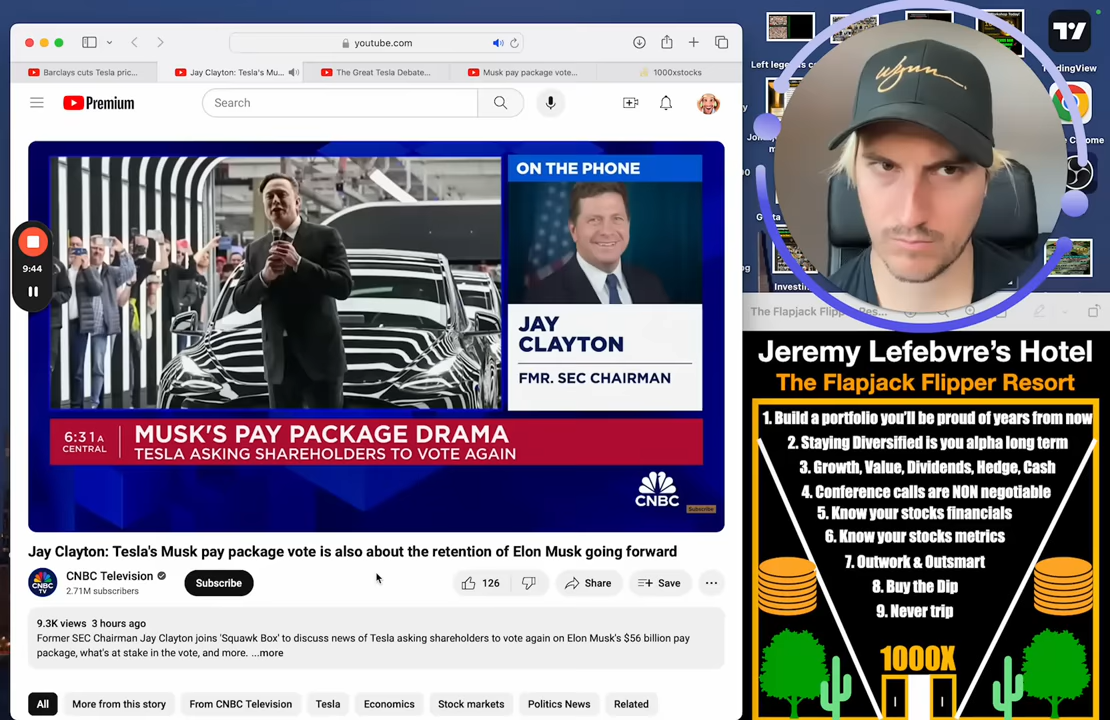 youtube.com
Barclays cuts Tesla pric...
Jay Clayton: Tesla's Mu...
The Great Tesla Debate...
Musk pay package vote...
1000xstocks
Premium
Search
ON THE PHONE
JAY
CLAYTON
FMR. SEC CHAIRMAN
6:31A
CENTRAL
MUSK'S PAY PACKAGE DRAMA
TESLA ASKING SHAREHOLDERS TO VOTE AGAIN
CNBC
Subscribe
9:44
Jay Clayton: Tesla's Musk pay package vote is also about the retention of Elon Musk going forward
CNBC Television
2.71M subscribers
Subscribe
126
Share
Save
9.3K views 3 hours ago
Former SEC Chairman Jay Clayton joins 'Squawk Box' to discuss news of Tesla asking shareholders to vote again on Elon Musk's $56 billion pay
package, what's at stake in the vote, and more. ...more
All
More from this story
From CNBC Television
Tesla
Economics
Stock markets
Politics News
Related
wynn
TradingView
The Flapjack Flipper Res...
Jeremy Lefebvre's Hotel
The Flapjack Flipper Resort
1. Build a portfolio you'll be proud of years from now
2. Staying Diversified is you alpha long term
3. Growth, Value, Dividends, Hedge, Cash
4. Conference calls are NON negotiable
5. Know your stocks financials
6. Know your stocks metrics
7. Outwork & Outsmart
8. Buy the Dip
9. Never trip
1000X